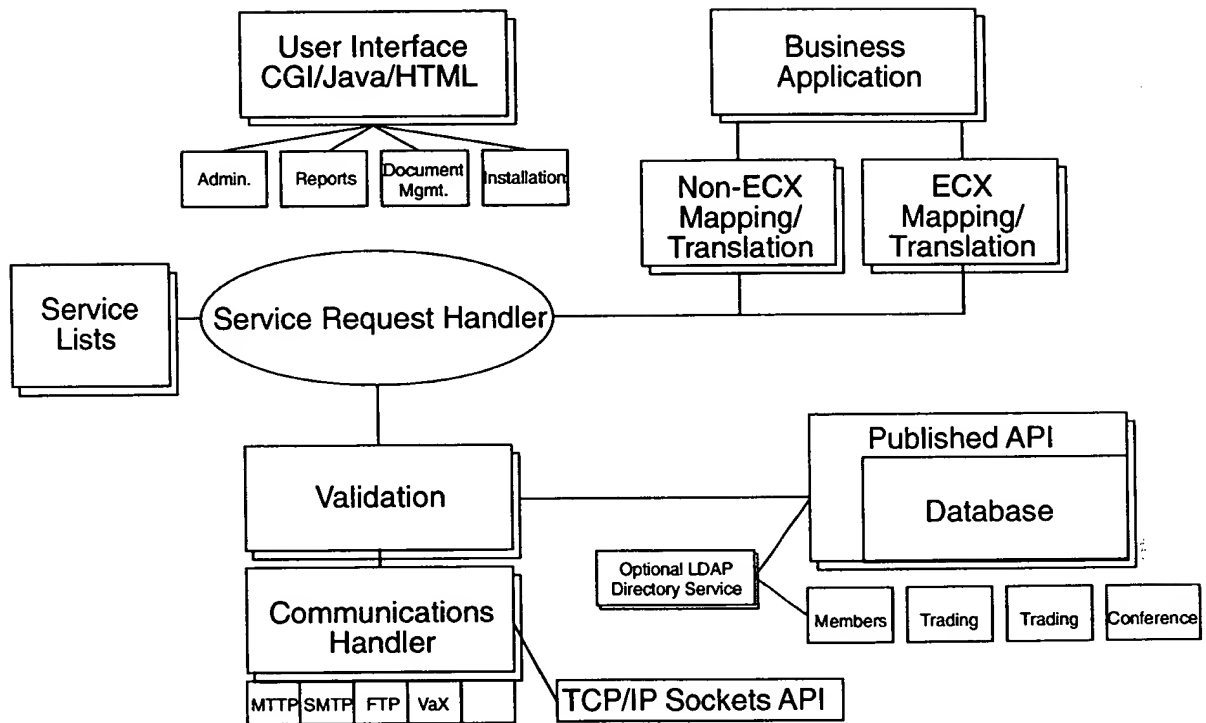 User Interface
CGI/Java/HTML
Business
Application
Admin.
Reports
Document
Mgmt.
Installation
Non-ECX
Mapping/
Translation
ECX
Mapping/
Translation
Service
Lists
Service Request Handler
Published API
Database
Validation
Optional LDAP
Directory Service
Members
Trading
Trading
Conference
Communications
Handler
MTTP
SMTP
FTP
VaX
TCP/IP Sockets API